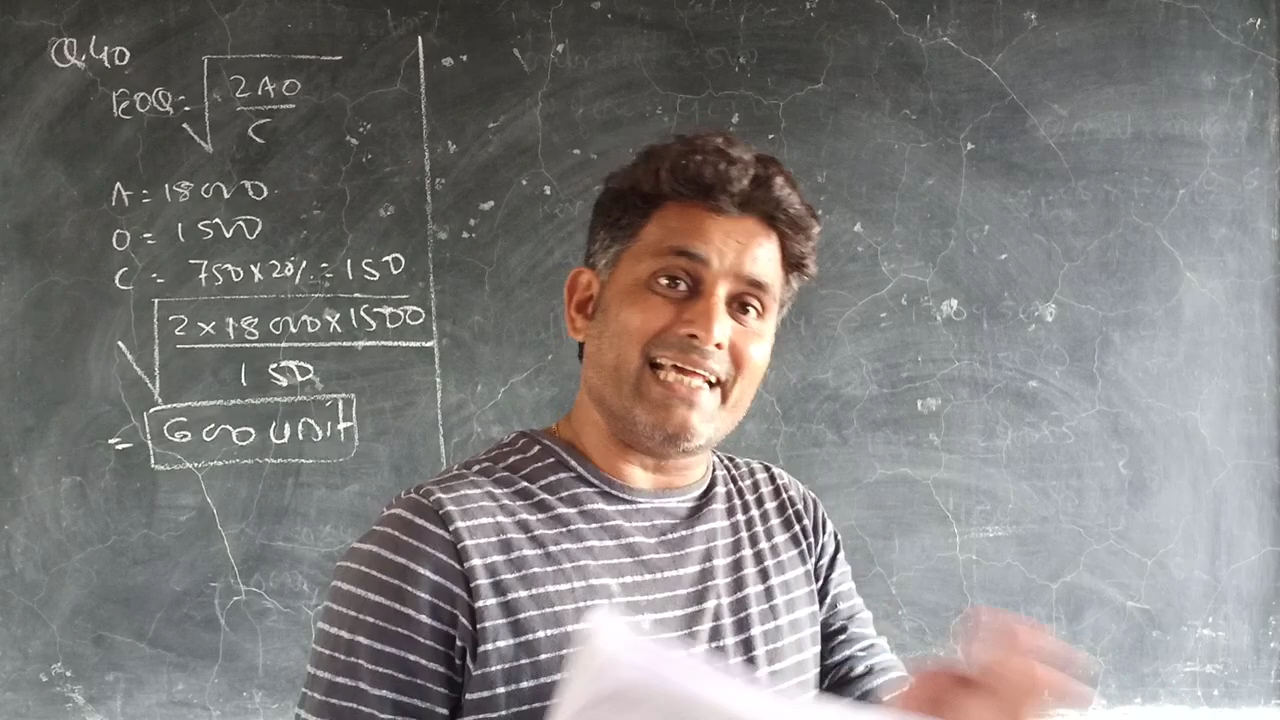 Q.40
EOQ = √ 2AO
C
A = 18000
O = 1500
C = 750 x 20% = 150
√ 2 x 18000 x 1500
150
= 600 unit